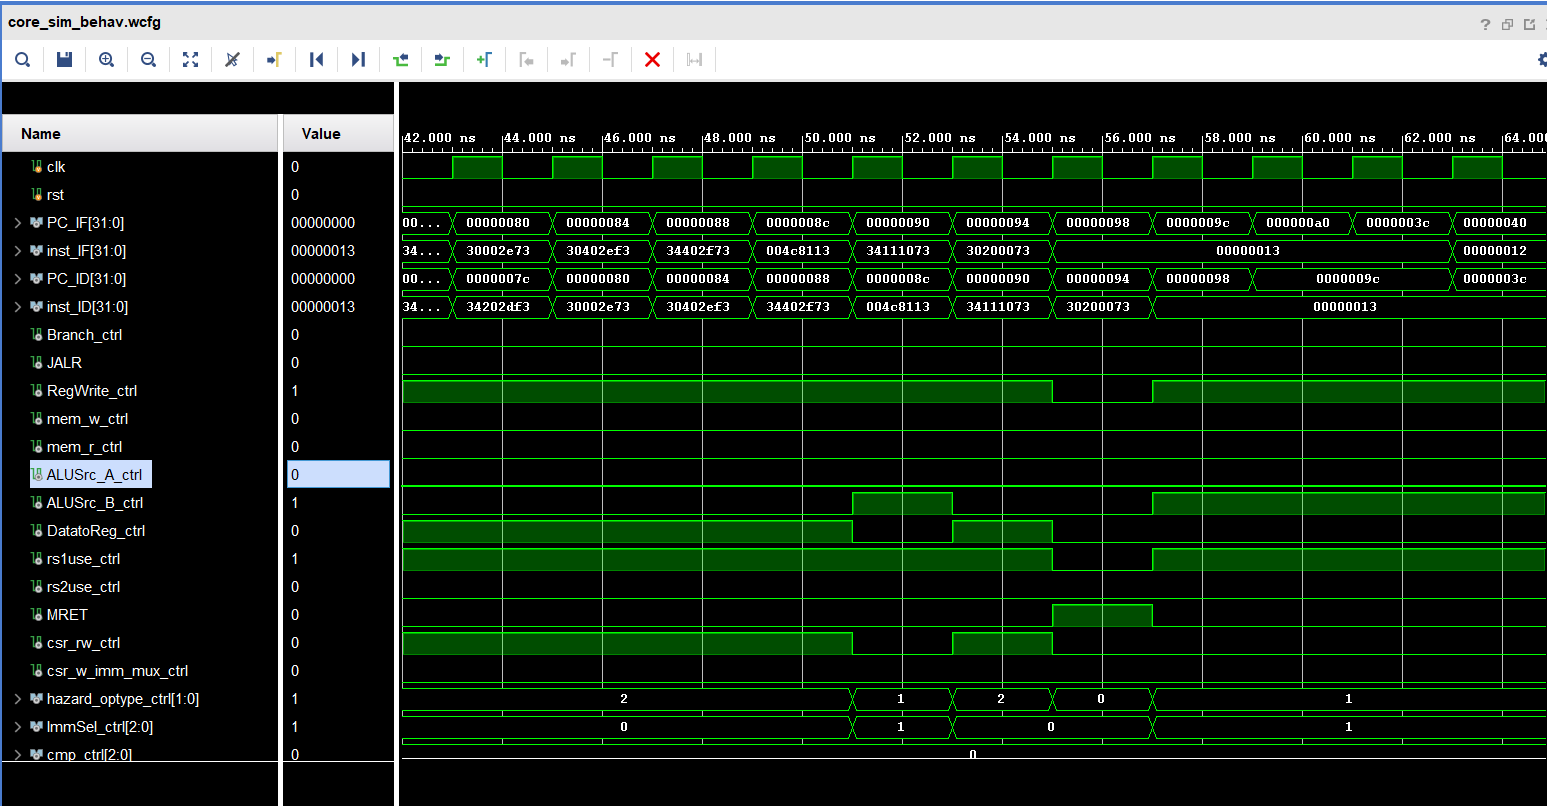 core_sim_behav.wcfg
?
Name Value
42.000 ns 44.000 ns 46.000 ns 48.000 ns 50.000 ns 52.000 ns 54.000 ns 56.000 ns 58.000 ns 60.000 ns 62.000 ns 64.000
clk 0
rst 0
PC_IF[31:0] 00000000 00... 00000080 00000084 00000088 0000008c 00000090 00000094 00000098 0000009c 000000a0 0000003c 00000040
inst_IF[31:0] 00000013 34... 30002e73 30402ef3 34402f73 004c8113 34111073 30200073 00000013 00000012
PC_ID[31:0] 00000000 00... 0000007c 00000080 00000084 00000088 0000008c 00000090 00000094 00000098 0000009c 0000003c
inst_ID[31:0] 00000013 34... 34202df3 30002e73 30402ef3 34402f73 004c8113 34111073 30200073 00000013
Branch_ctrl 0
JALR 0
RegWrite_ctrl 1
mem_w_ctrl 0
mem_r_ctrl 0
ALUSrc_A_ctrl 0
ALUSrc_B_ctrl 1
DatatoReg_ctrl 0
rs1use_ctrl 1
rs2use_ctrl 0
MRET 0
csr_rw_ctrl 0
csr_w_imm_mux_ctrl 0
hazard_optype_ctrl[1:0] 1 2 1 2 0 1
ImmSel_ctrl[2:0] 1 0 1 0 1
cmp_ctrl[2:0] 0 0